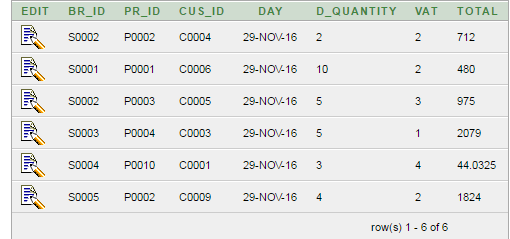 EDIT BR_ID PR_ID CUS_ID DAY D_QUANTITY VAT TOTAL
S0002 P0002 C0004 29-NOV-16 2 2 712
S0001 P0001 C0006 29-NOV-16 10 2 480
S0002 P0003 C0005 29-NOV-16 5 3 975
S0003 P0004 C0003 29-NOV-16 5 1 2079
S0004 P0010 C0001 29-NOV-16 3 4 44.0325
S0005 P0002 C0009 29-NOV-16 4 2 1824
row(s) 1 - 6 of 6